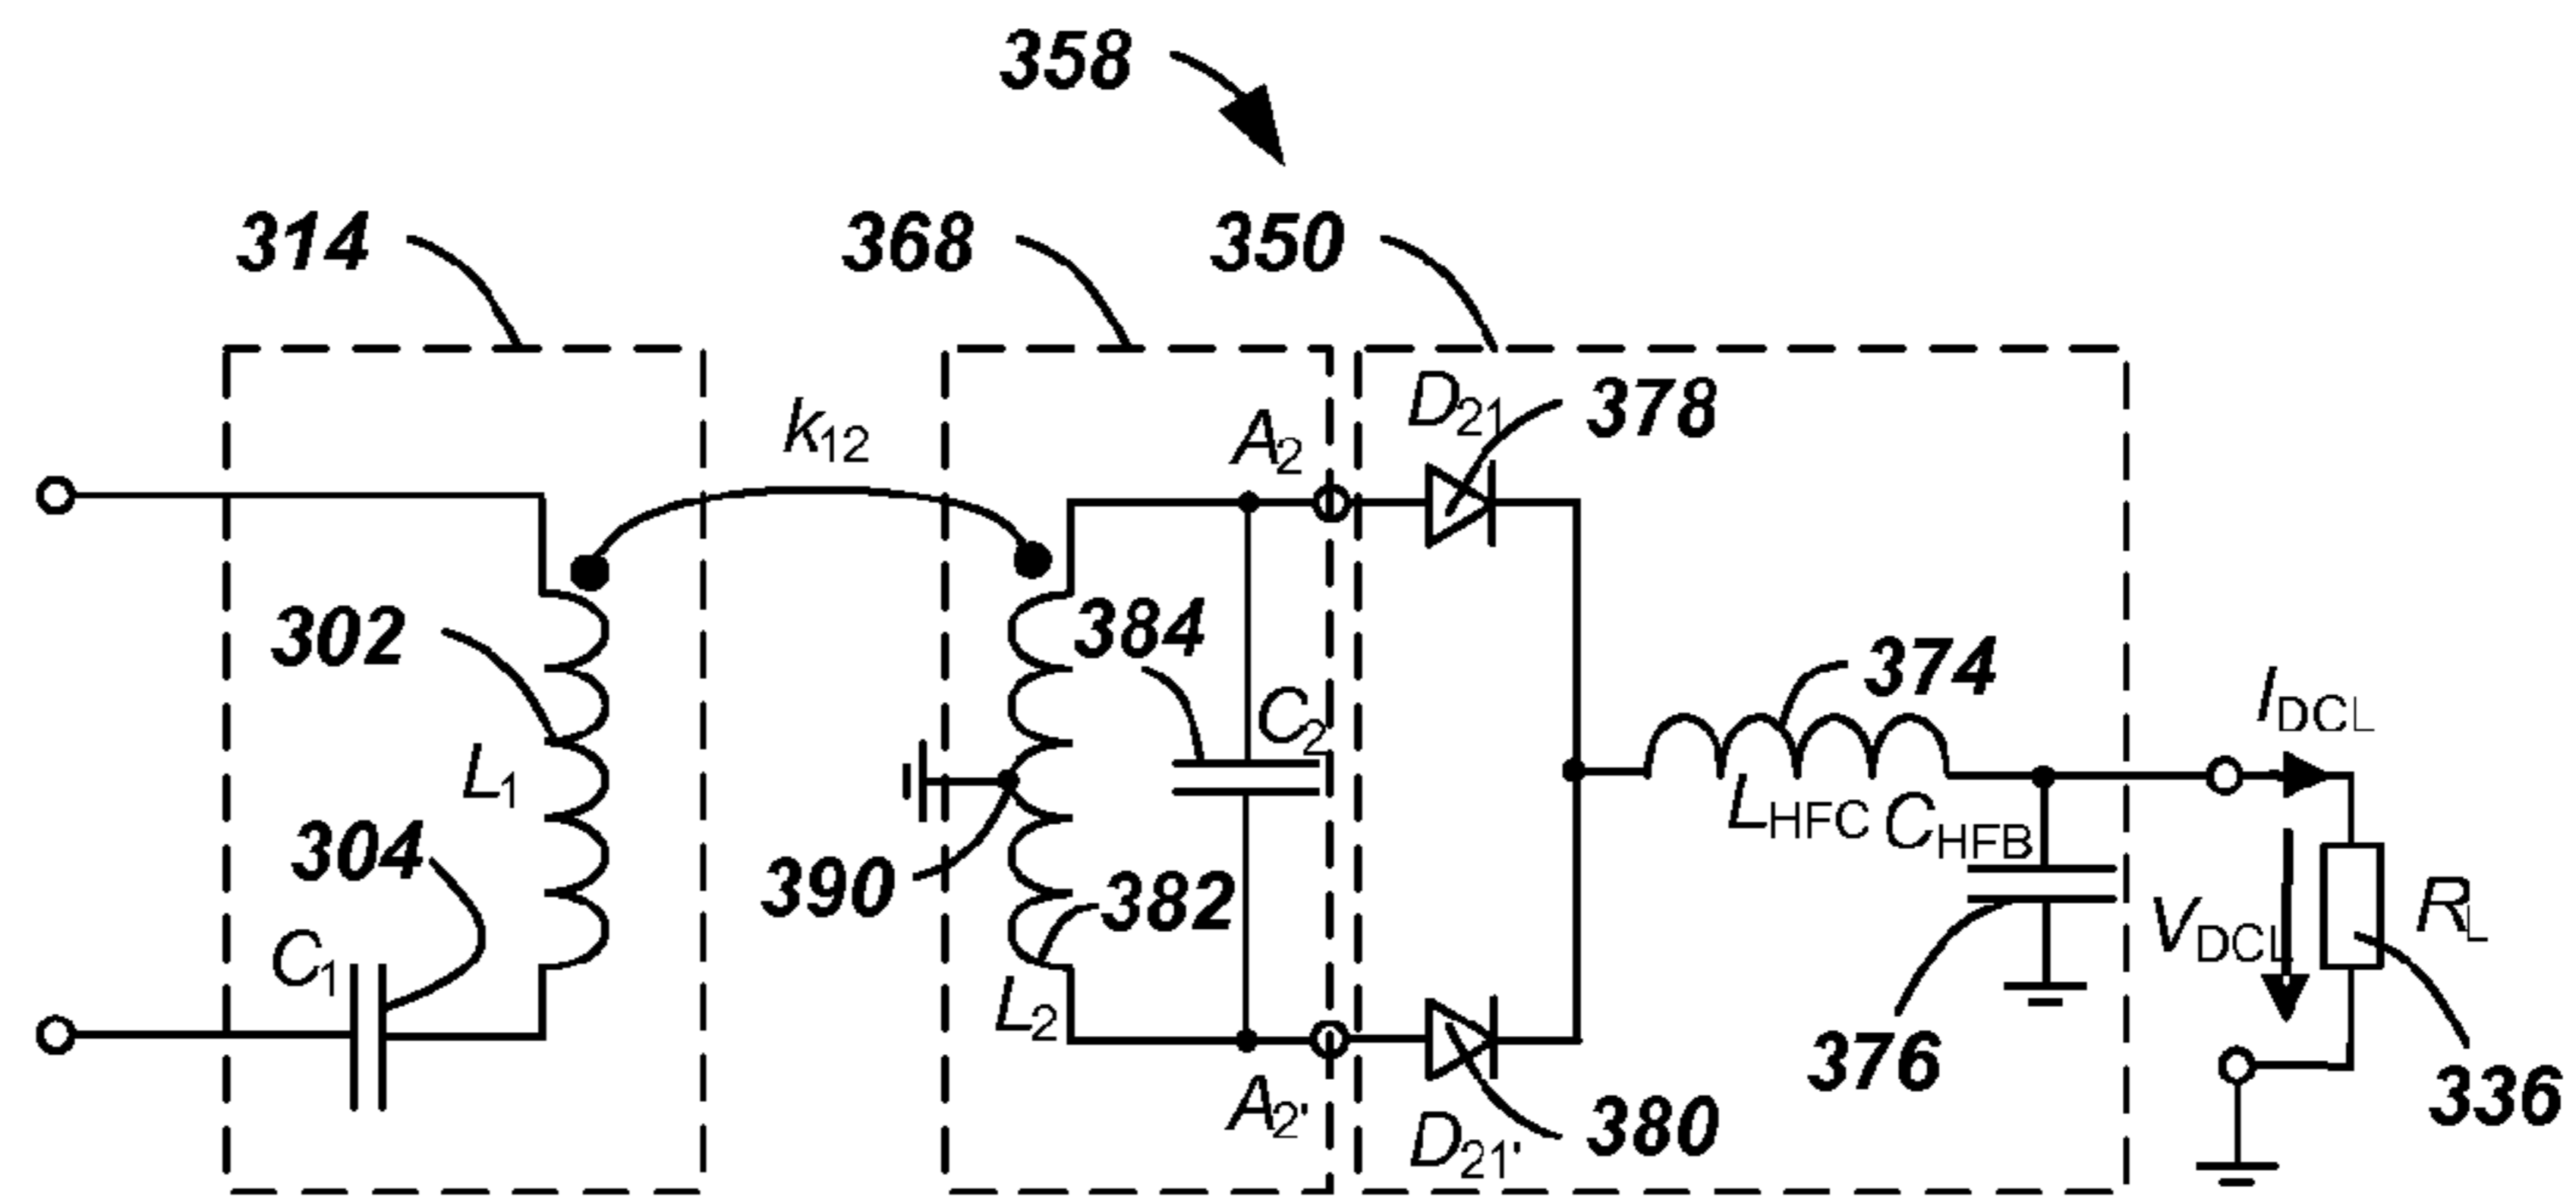 358
314
368
350
k12
A2
D21
378
302
L1
304
C1
384
C2
390
382
L2
374
LHFC
CHFB
IDCL
VDCL
RL
376
336
A2'
D21'
380